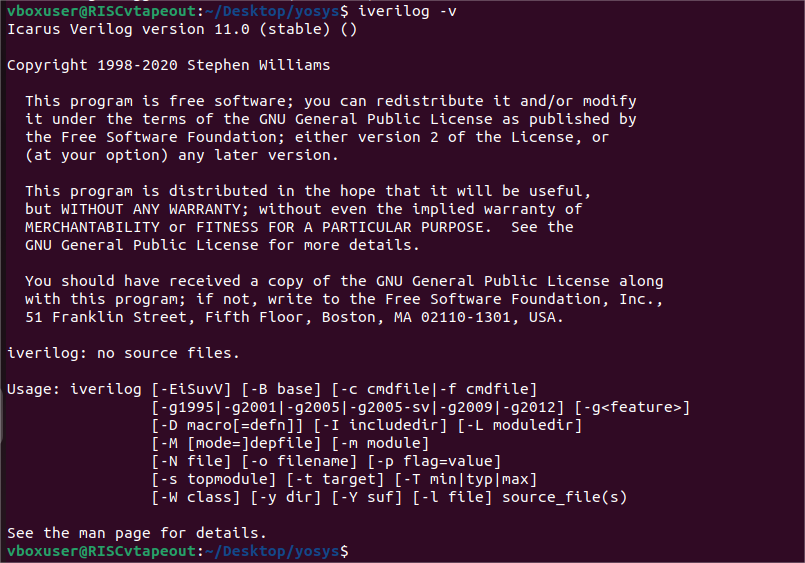 vboxuser@RISCvtapeout:~/Desktop/yosys$ iverilog -v
Icarus Verilog version 11.0 (stable) ()

Copyright 1998-2020 Stephen Williams

  This program is free software; you can redistribute it and/or modify
  it under the terms of the GNU General Public License as published by
  the Free Software Foundation; either version 2 of the License, or
  (at your option) any later version.

  This program is distributed in the hope that it will be useful,
  but WITHOUT ANY WARRANTY; without even the implied warranty of
  MERCHANTABILITY or FITNESS FOR A PARTICULAR PURPOSE.  See the
  GNU General Public License for more details.

  You should have received a copy of the GNU General Public License along
  with this program; if not, write to the Free Software Foundation, Inc.,
  51 Franklin Street, Fifth Floor, Boston, MA 02110-1301, USA.

iverilog: no source files.

Usage: iverilog [-EiSuvV] [-B base] [-c cmdfile|-f cmdfile]
                [-g1995|-g2001|-g2005|-g2005-sv|-g2009|-g2012] [-g<feature>]
                [-D macro[=defn]] [-I includedir] [-L moduledir]
                [-M [mode=]depfile] [-m module]
                [-N file] [-o filename] [-p flag=value]
                [-s topmodule] [-t target] [-T min|typ|max]
                [-W class] [-y dir] [-Y suf] [-l file] source_file(s)

See the man page for details.
vboxuser@RISCvtapeout:~/Desktop/yosys$